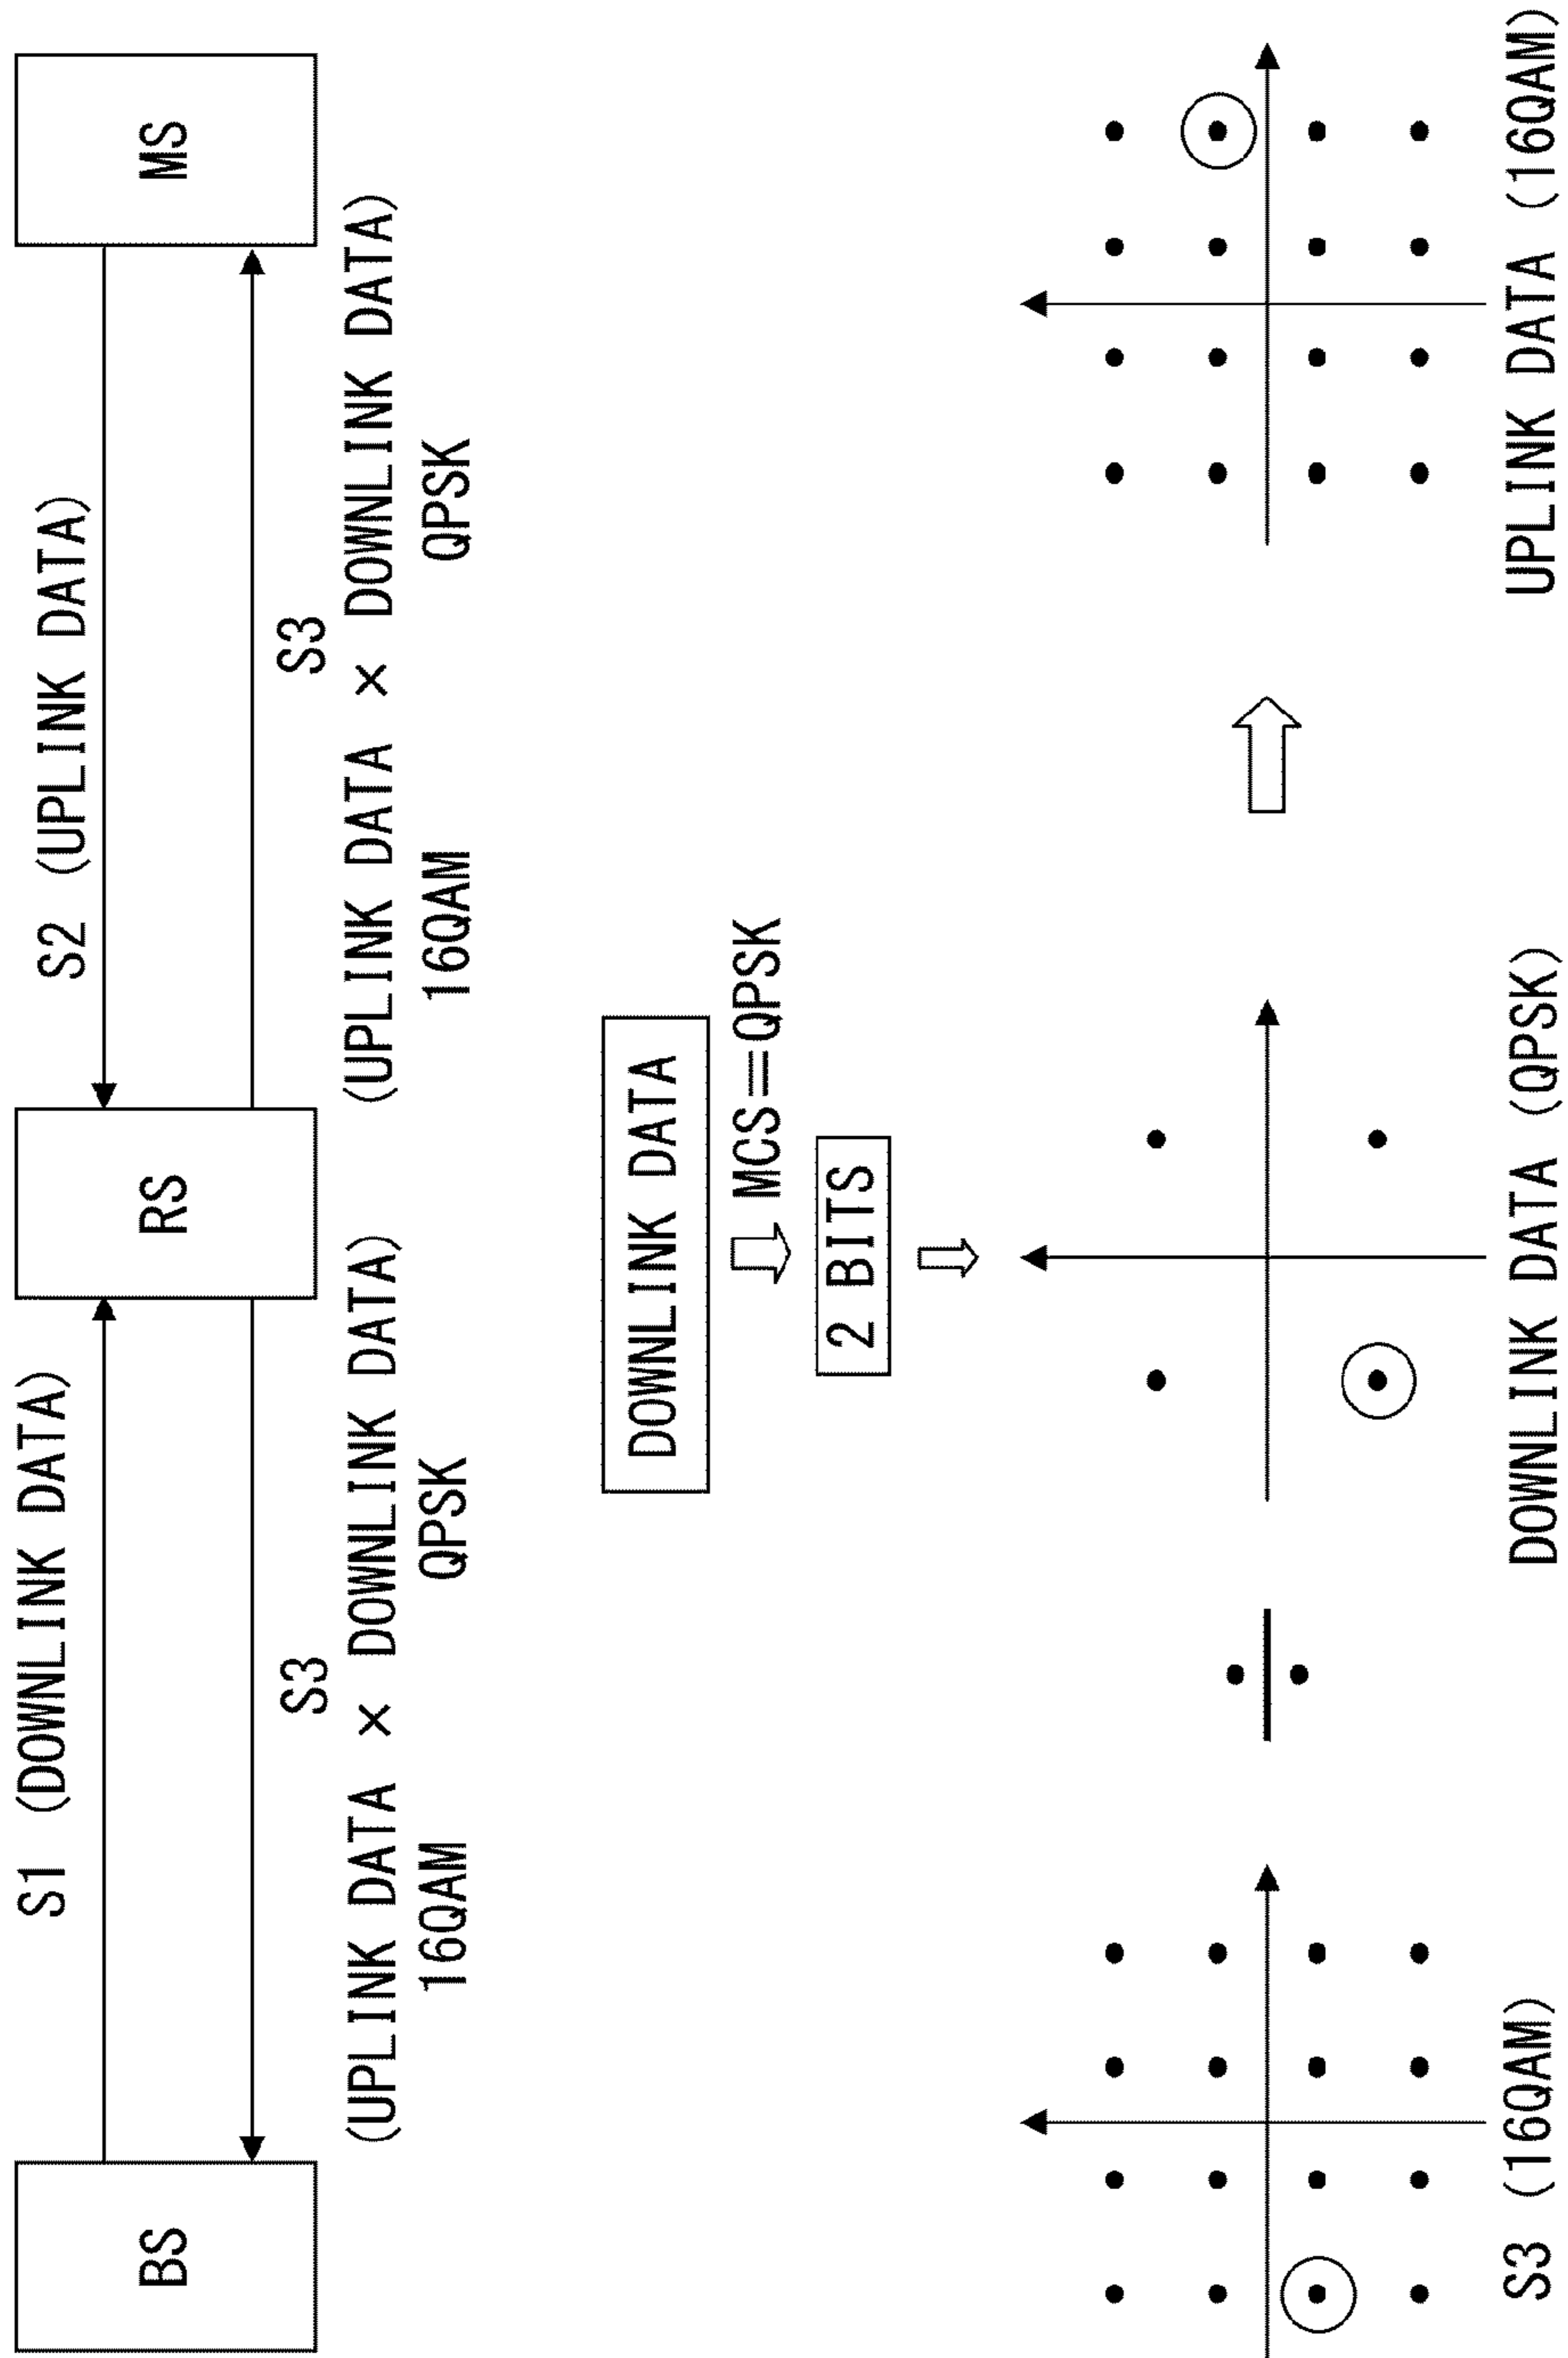 BS
RS
MS
S1 (DOWNLINK DATA)
S2 (UPLINK DATA)
S3
(UPLINK DATA × DOWNLINK DATA)
16QAM QPSK
S3
(UPLINK DATA × DOWNLINK DATA)
16QAM QPSK
DOWNLINK DATA
MCS=QPSK
2 BITS
÷
S3 (16QAM)
DOWNLINK DATA (QPSK)
UPLINK DATA (16QAM)